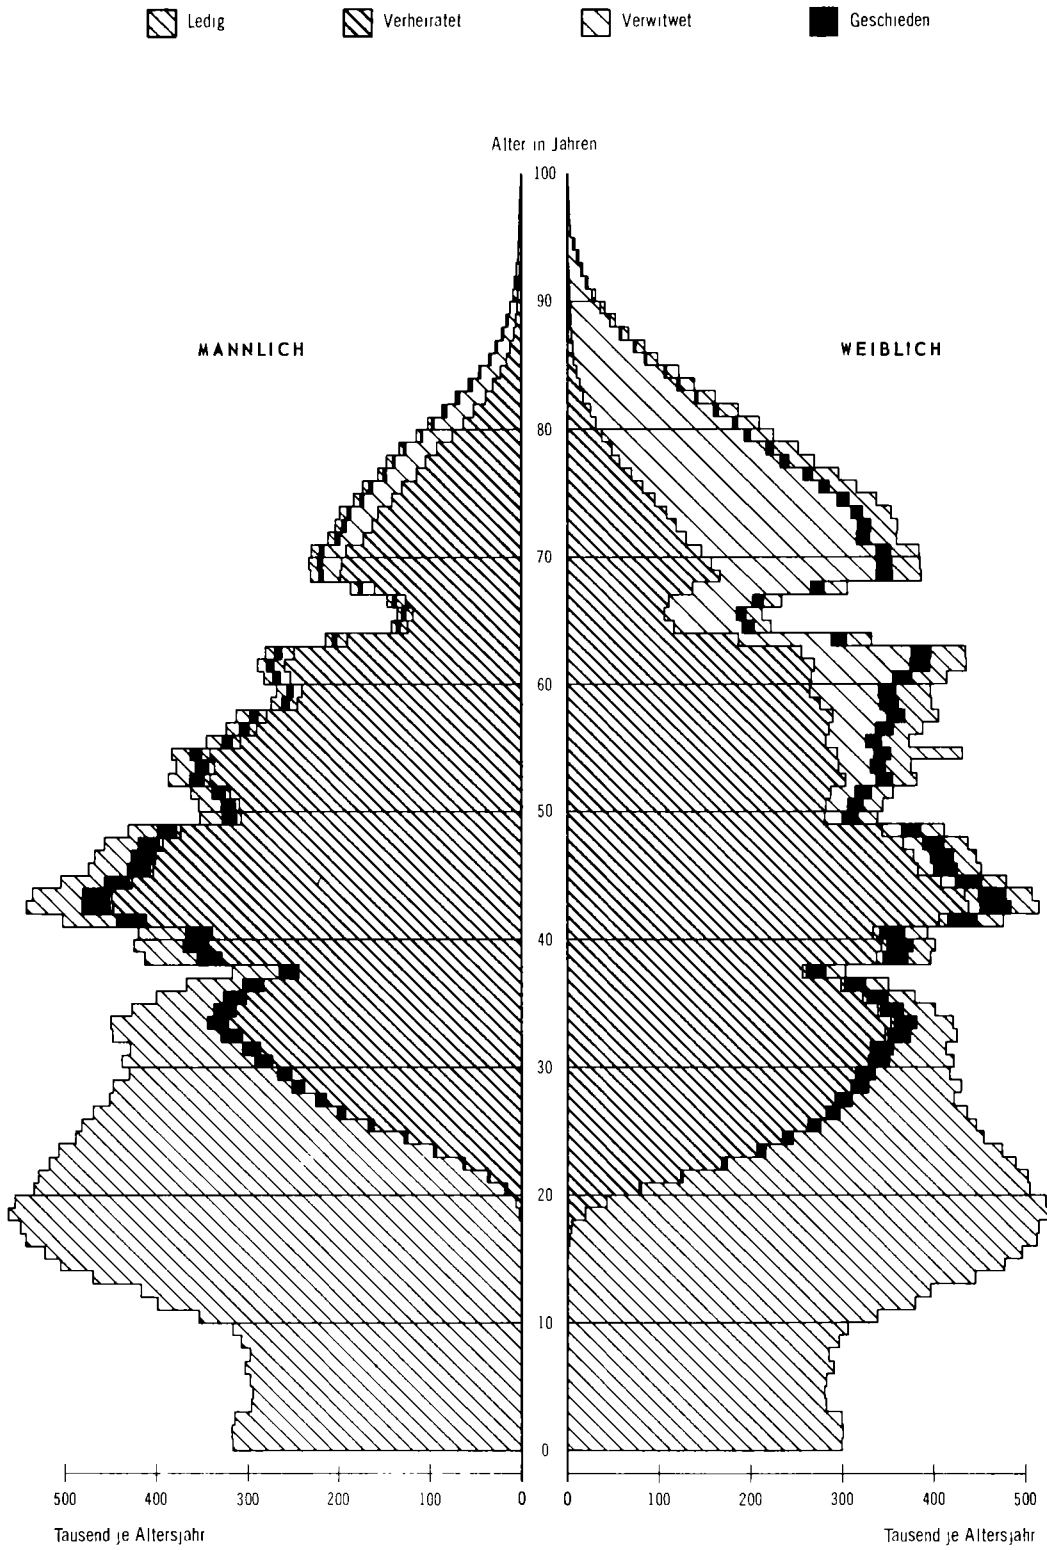 Ledig Verheiratet Verwitwet Geschieden
Alter in Jahren
100
90
MANNLICH WEIBLICH
80
70
60
50
40
30
20
10
0
500 400 300 200 100 0 0 100 200 300 400 500
Tausend je Altersjahr Tausend je Altersjahr